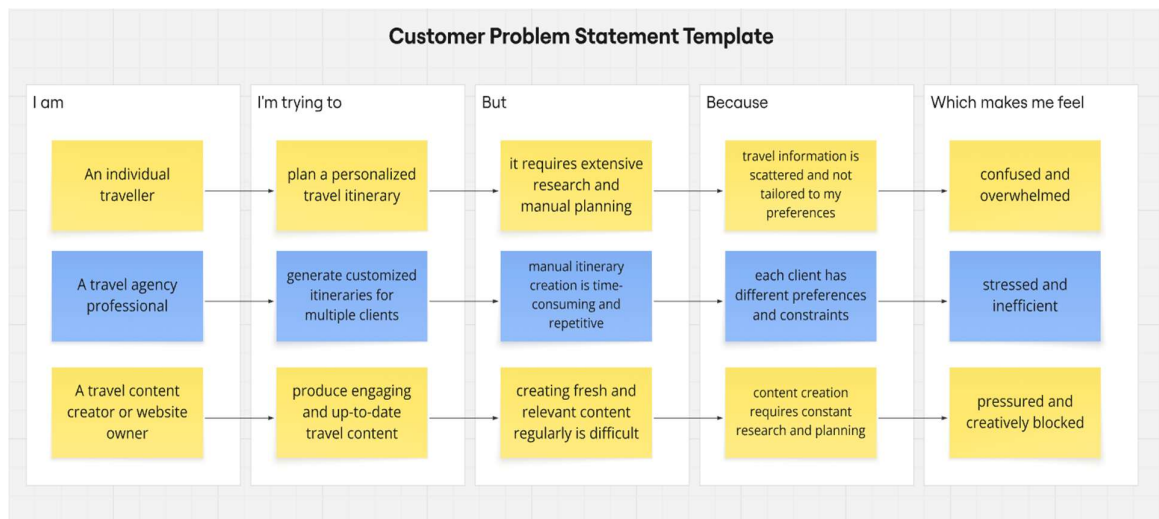 Customer Problem Statement Template
I am
I'm trying to
But
Because
Which makes me feel
An individual
traveller
plan a personalized
travel itinerary
it requires extensive
research and
manual planning
travel information is
scattered and not
tailored to my
preferences
confused and
overwhelmed
A travel agency
professional
generate customized
itineraries for
multiple clients
manual itinerary
creation is time-
consuming and
repetitive
each client has
different preferences
and constraints
stressed and
inefficient
A travel content
creator or website
owner
produce engaging
and up-to-date
travel content
creating fresh and
relevant content
regularly is difficult
content creation
requires constant
research and planning
pressured and
creatively blocked